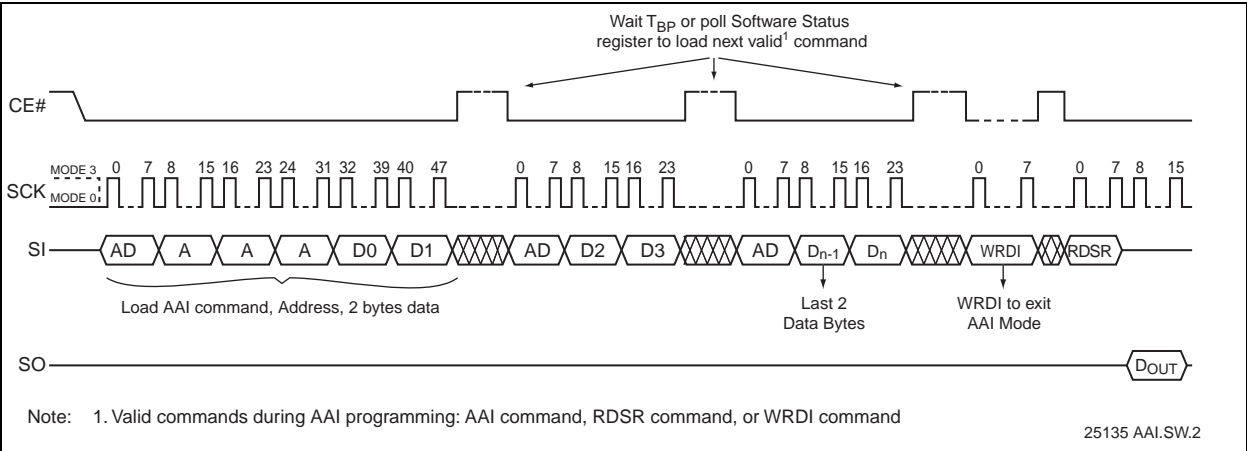 Wait TBP or poll Software Status
register to load next valid1 command
CE#
MODE 3
SCK MODE 0
0 7 8 15 16 23 24 31 32 39 40 47 0 7 8 15 16 23 0 7 8 15 16 23 0 7 0 7 8 15
SI AD A A A D0 D1 AD D2 D3 AD Dn-1 Dn WRDI RDSR
Load AAI command, Address, 2 bytes data
Last 2
Data Bytes
WRDI to exit
AAI Mode
SO DOUT
Note: 1. Valid commands during AAI programming: AAI command, RDSR command, or WRDI command
25135 AAI.SW.2